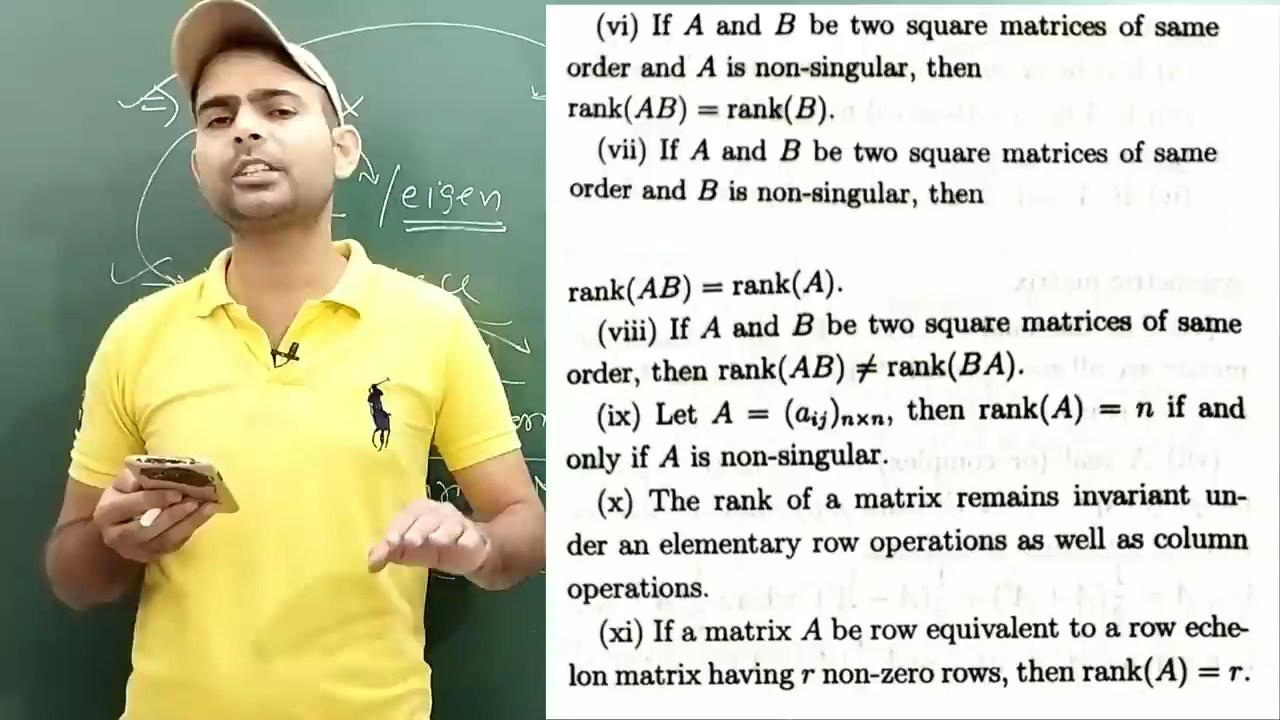 /eigen
(vi) If A and B be two square matrices of same
order and A is non-singular, then
rank(AB) = rank(B).
(vii) If A and B be two square matrices of same
order and B is non-singular, then
rank(AB) = rank(A).
(viii) If A and B be two square matrices of same
order, then rank(AB) ≠ rank(BA).
(ix) Let A = (aᵢⱼ)ₙₓₙ, then rank(A) = n if and
only if A is non-singular.
(x) The rank of a matrix remains invariant un-
der an elementary row operations as well as column
operations.
(xi) If a matrix A be row equivalent to a row eche-
lon matrix having r non-zero rows, then rank(A) = r.